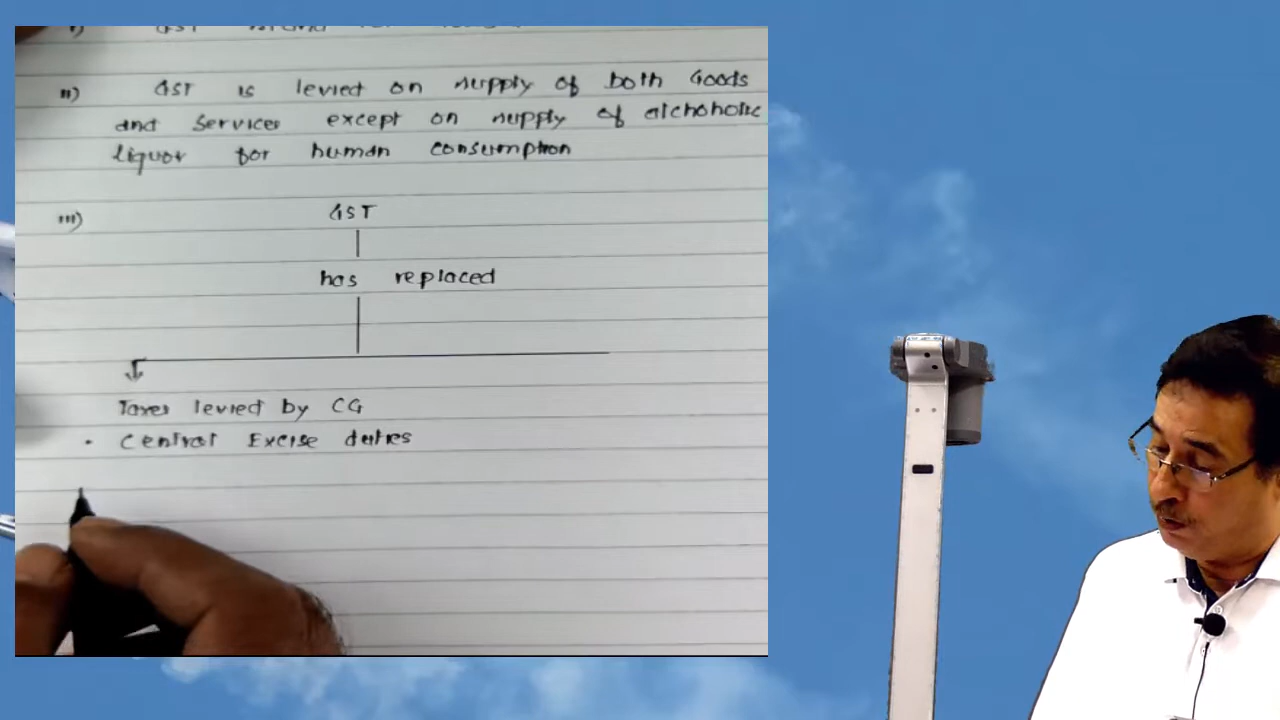 ii) GST is levied on supply of both Goods
and Services except on supply of alchoholic
liquor for human consumption
iii) GST
has replaced
Taxes levied by CG
• Central Excise duties